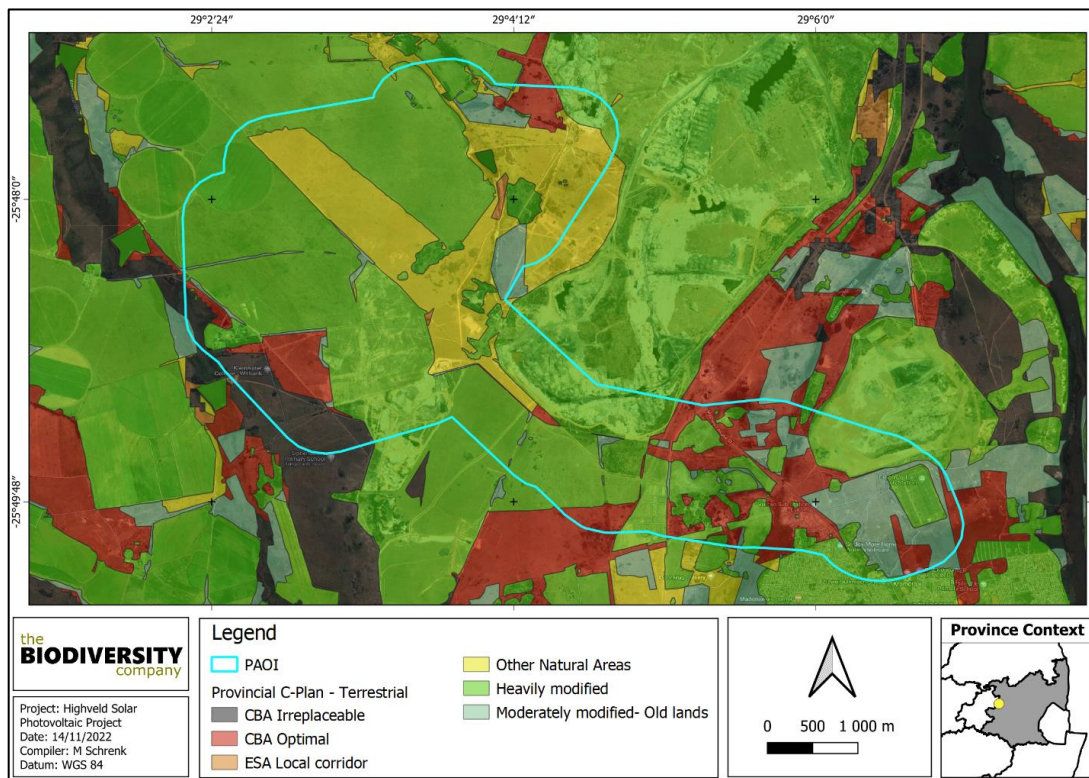 29°2′24″ 29°4′12″ 29°6′0″
-25°48′0″
-25°49′48″
the
BIODIVERSITY
company
Project: Highveld Solar
Photovoltaic Project
Date: 14/11/2022
Compiler: M Schrenk
Datum: WGS 84
Legend
PAOI
Provincial C-Plan - Terrestrial
CBA Irreplaceable
CBA Optimal
ESA Local corridor
Other Natural Areas
Heavily modified
Moderately modified- Old lands
0 500 1 000 m
Province Context